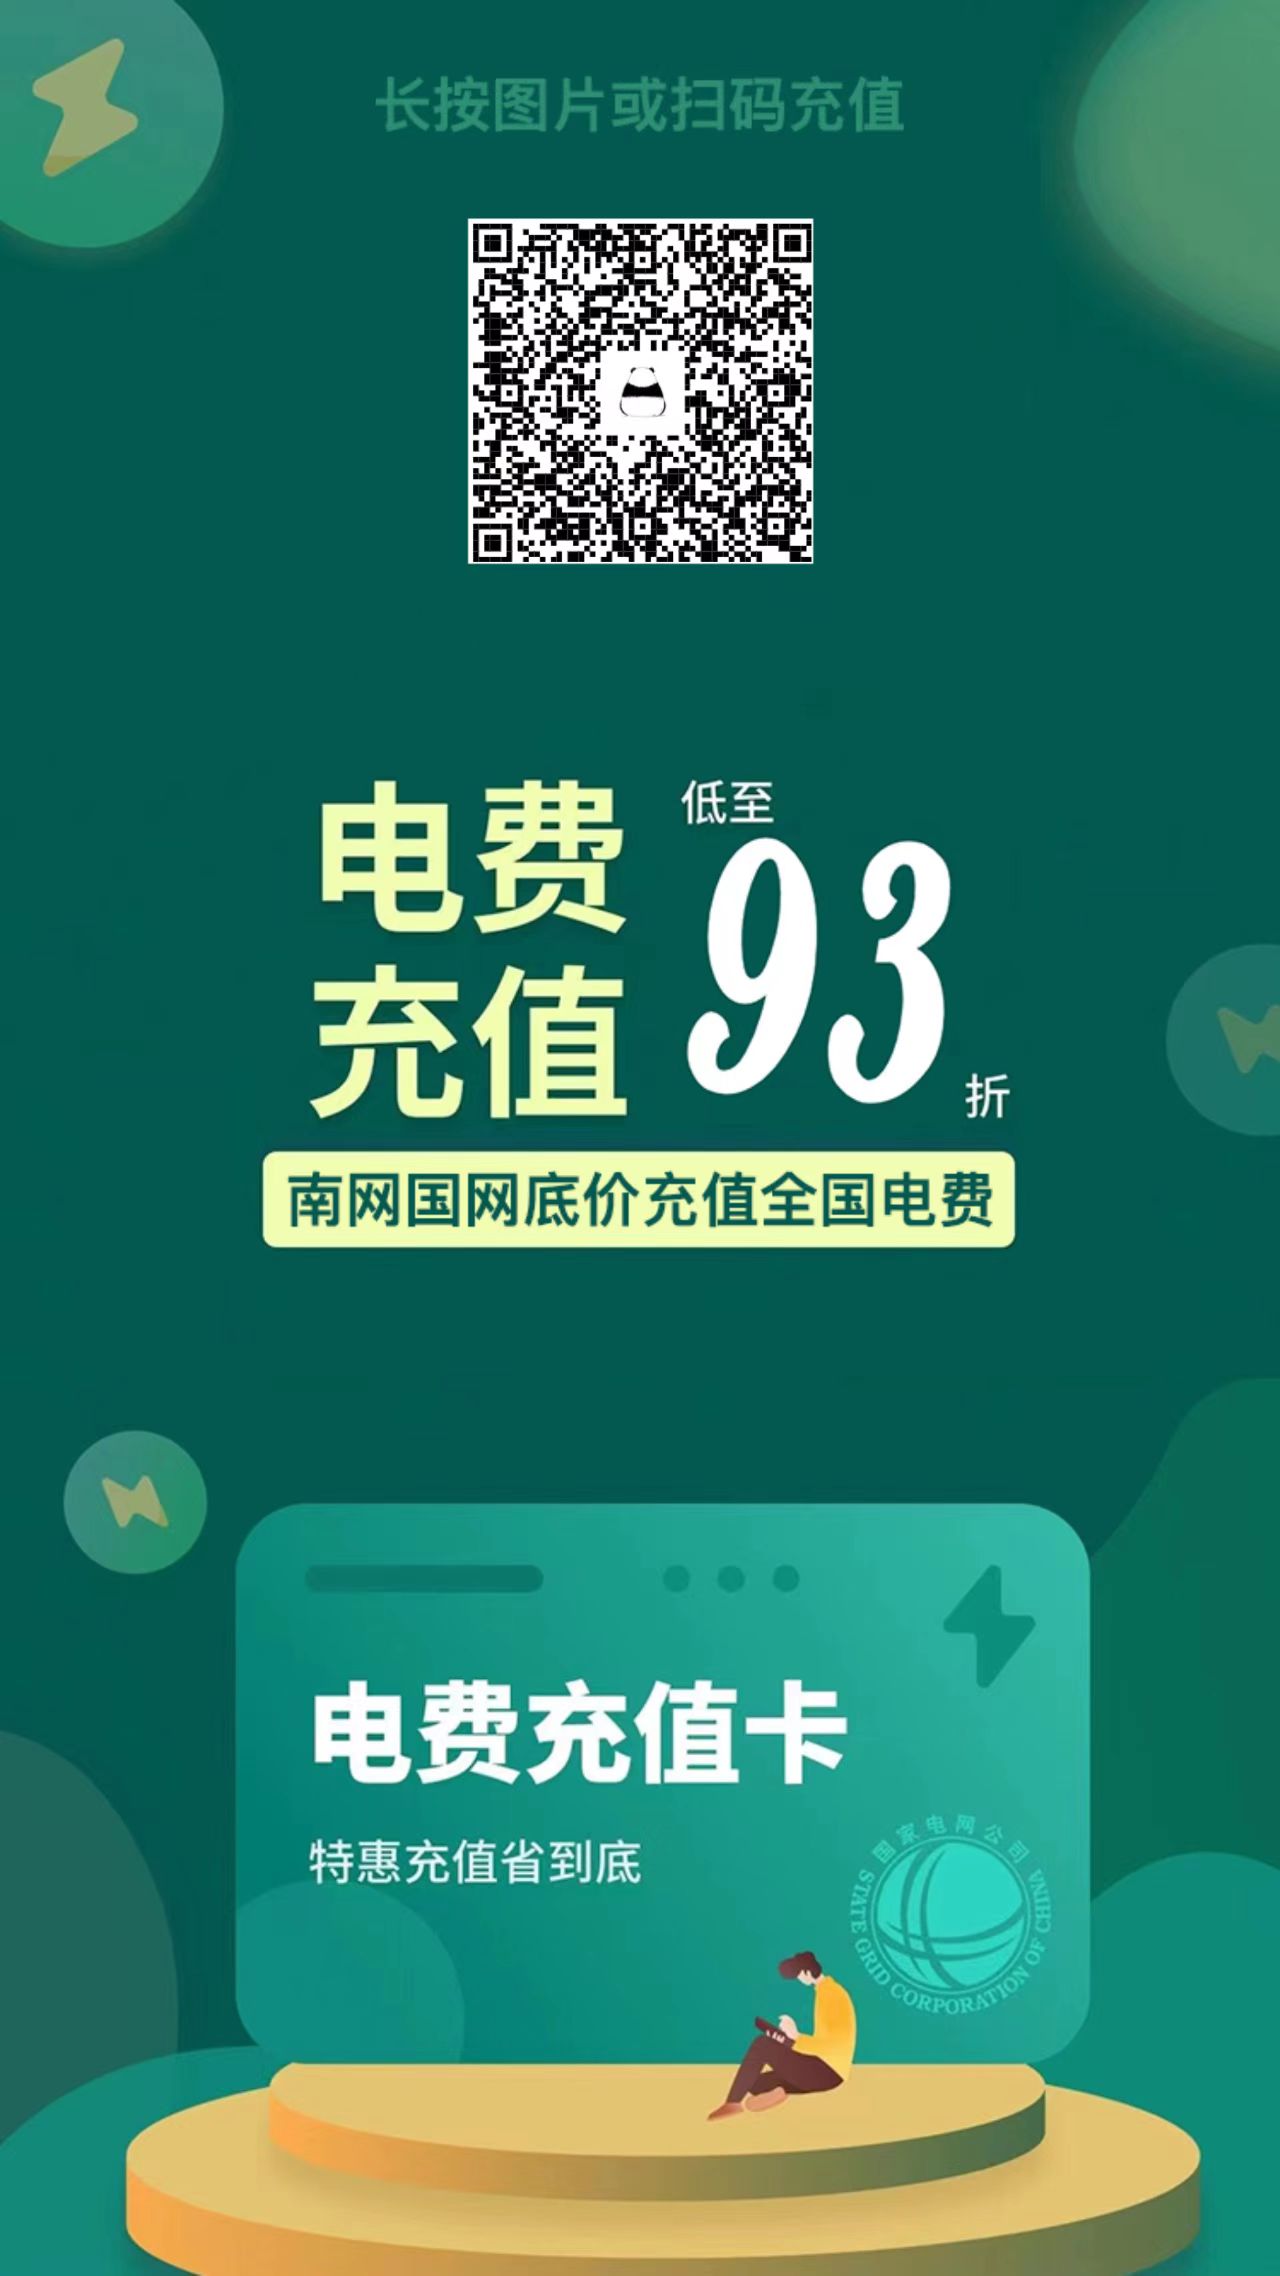 长按图片或扫码充值
电费
充值
低至
93
折
南网国网底价充值全国电费
电费充值卡
特惠充值省到底
国家电网公司
STATE GRID CORPORATION OF CHINA